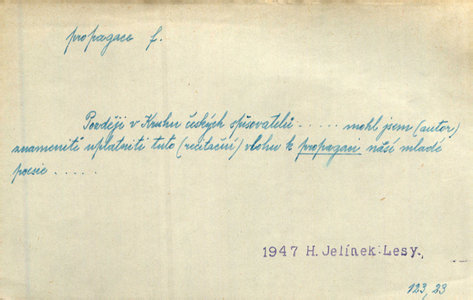 propagace f.
Později v Kruhu českých spisovatelů . . . . . mohl jsem (autor)
znamenitě uplatniti tuto (recitační) vlohu k propagaci naší mladé
poesie . . . . .
1947 H. Jelínek: Lesy.
123, 23